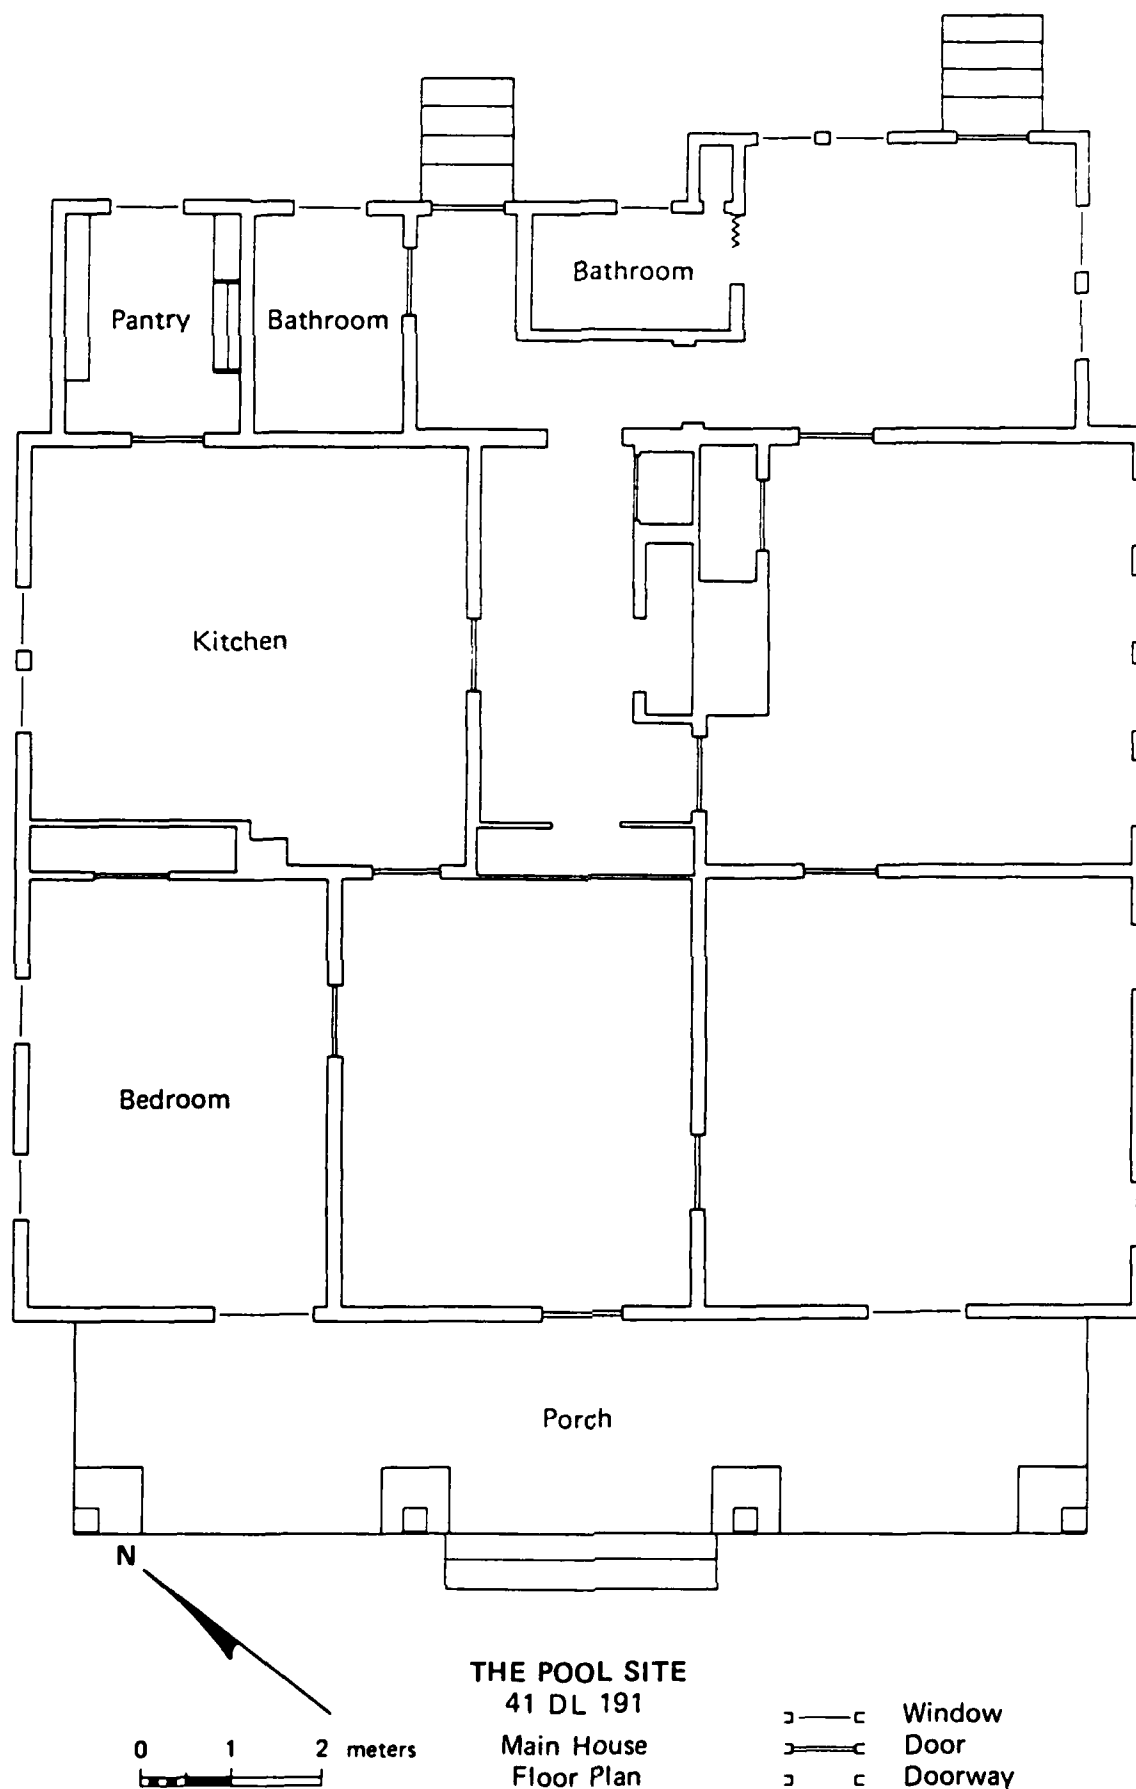 Bathroom
Pantry
Bathroom
Kitchen
Bedroom
Porch
N
THE POOL SITE
41 DL 191
Main House
Floor Plan
0 1 2 meters
Window
Door
Doorway